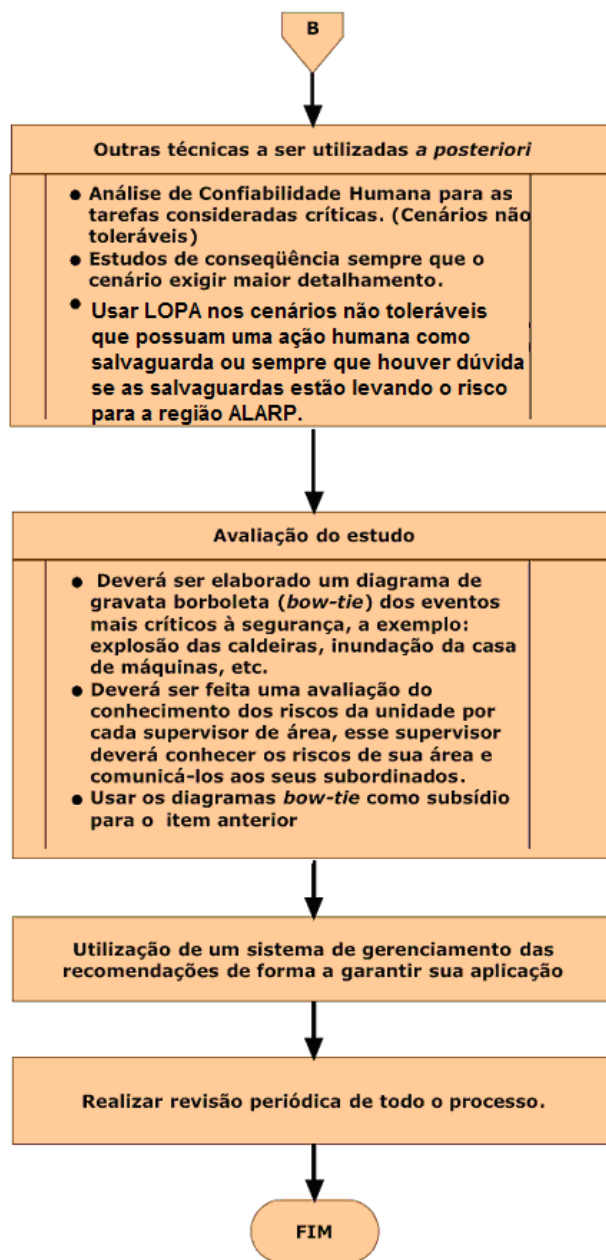 B
Outras técnicas a ser utilizadas a posteriori
● Análise de Confiabilidade Humana para as
tarefas consideradas críticas. (Cenários não
toleráveis)
● Estudos de conseqüência sempre que o
cenário exigir maior detalhamento.
● Usar LOPA nos cenários não toleráveis
que possuam uma ação humana como
salvaguarda ou sempre que houver dúvida
se as salvaguardas estão levando o risco
para a região ALARP.
Avaliação do estudo
● Deverá ser elaborado um diagrama de
gravata borboleta (bow-tie) dos eventos
mais críticos à segurança, a exemplo:
explosão das caldeiras, inundação da casa
de máquinas, etc.
● Deverá ser feita uma avaliação do
conhecimento dos riscos da unidade por
cada supervisor de área, esse supervisor
deverá conhecer os riscos de sua área e
comunicá-los aos seus subordinados.
● Usar os diagramas bow-tie como subsídio
para o item anterior
Utilização de um sistema de gerenciamento das
recomendações de forma a garantir sua aplicação
Realizar revisão periódica de todo o processo.
FIM